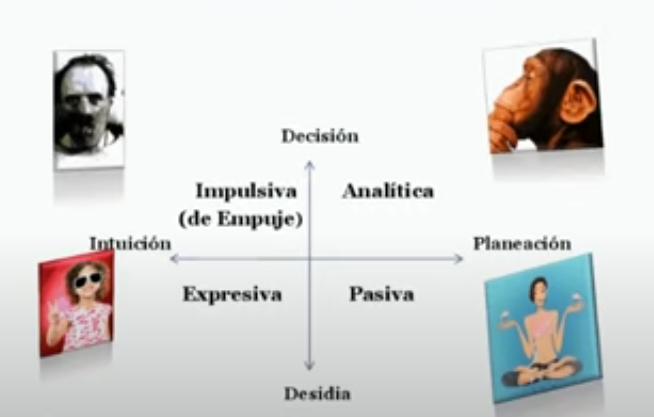 Decisión
Impulsiva
(de Empuje)
Analítica
Intuición
Planeación
Expresiva
Pasiva
Desidia